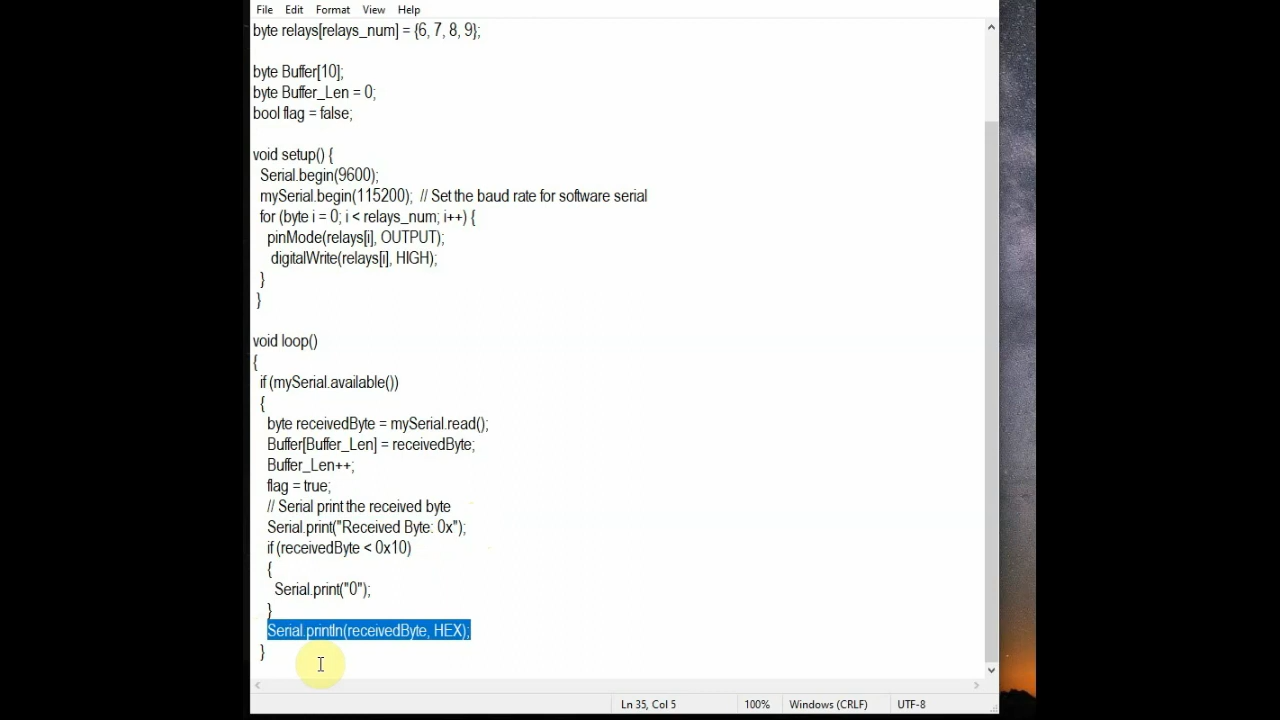 File Edit Format View Help
byte relays[relays_num] = {6, 7, 8, 9};
byte Buffer[10];
byte Buffer_Len = 0;
bool flag = false;
void setup() {
Serial.begin(9600);
mySerial.begin(115200); // Set the baud rate for software serial
for (byte i = 0; i < relays_num; i++) {
pinMode(relays[i], OUTPUT);
digitalWrite(relays[i], HIGH);
}
}
void loop()
{
if (mySerial.available())
{
byte receivedByte = mySerial.read();
Buffer[Buffer_Len] = receivedByte;
Buffer_Len++;
flag = true;
// Serial print the received byte
Serial.print("Received Byte: 0x");
if (receivedByte < 0x10)
{
Serial.print("0");
}
Serial.println(receivedByte, HEX);
}
Ln 35, Col 5 100% Windows (CRLF) UTF-8